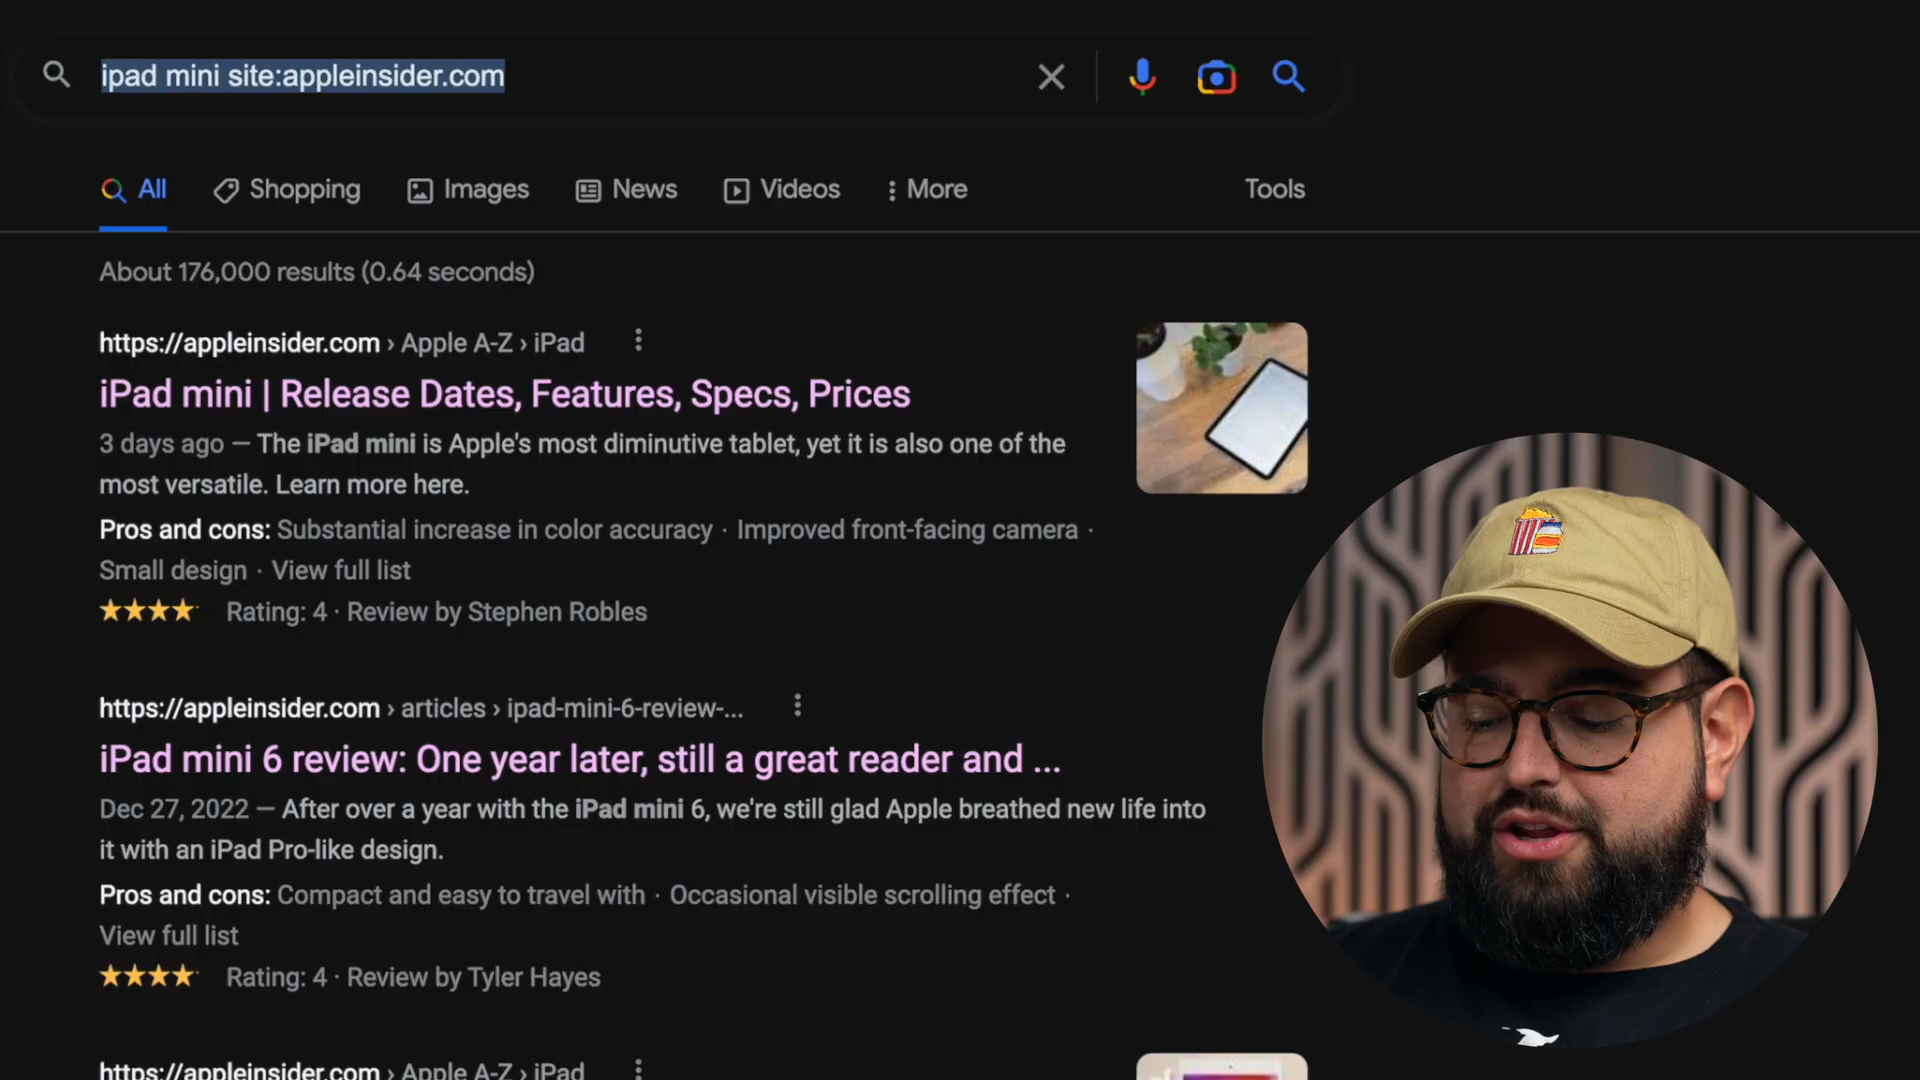 ipad mini site:appleinsider.com
All Shopping Images News Videos More Tools
About 176,000 results (0.64 seconds)
https://appleinsider.com › Apple A-Z › iPad
iPad mini | Release Dates, Features, Specs, Prices
3 days ago — The iPad mini is Apple's most diminutive tablet, yet it is also one of the
most versatile. Learn more here.
Pros and cons: Substantial increase in color accuracy · Improved front-facing camera ·
Small design · View full list
Rating: 4 · Review by Stephen Robles
https://appleinsider.com › articles › ipad-mini-6-review-...
iPad mini 6 review: One year later, still a great reader and ...
Dec 27, 2022 — After over a year with the iPad mini 6, we're still glad Apple breathed new life into
it with an iPad Pro-like design.
Pros and cons: Compact and easy to travel with · Occasional visible scrolling effect ·
View full list
Rating: 4 · Review by Tyler Hayes
https://appleinsider.com › Apple A-Z › iPad